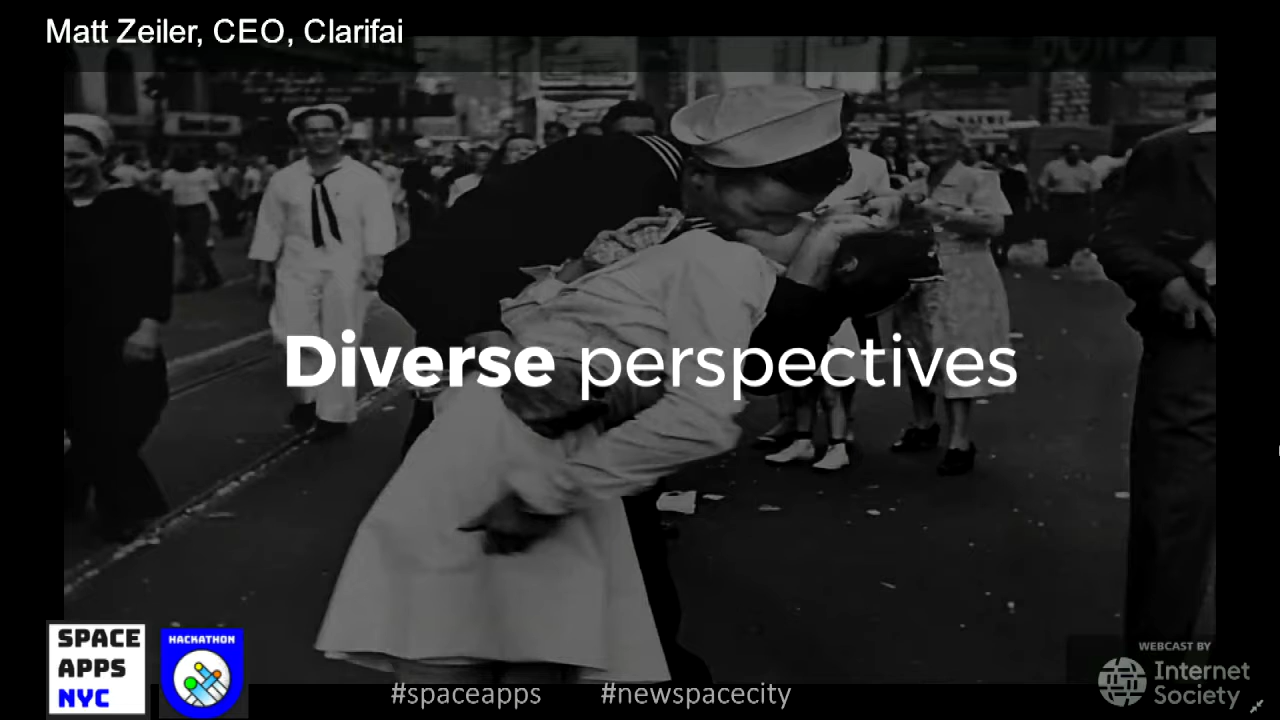 Matt Zeiler, CEO, Clarifai
Diverse perspectives
SPACE
APPS
NYC
HACKATHON
#spaceapps #newspacecity
WEBCAST BY
Internet
Society